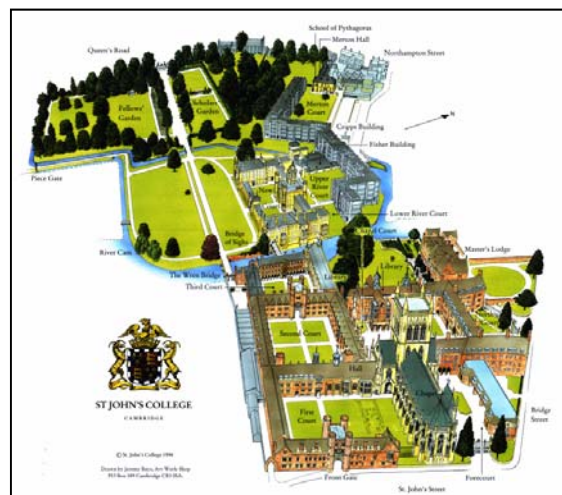 School of Pythagoras
Merton Hall
Northampton Street
Queen's Road
Scholars'
Garden
Fellows'
Garden
Merton
Court
N
Cripps Building
Fisher Building
Piece Gate
New
Upper
River
Court
Lower River Court
Bridge
of Sighs
Chapel Court
River Cam
Master's Lodge
Library
Library
The Wren Bridge
Third Court
Second Court
Hall
Chapel
ST JOHN'S COLLEGE
CAMBRIDGE
First
Court
Bridge
Street
© St. John's College 1994
Front Gate
Forecourt
St. John's Street